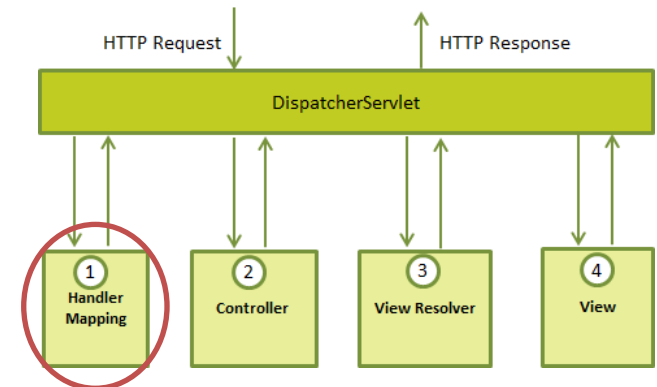 HTTP Request
HTTP Response
DispatcherServlet
1
Handler
Mapping
2
Controller
3
View Resolver
4
View